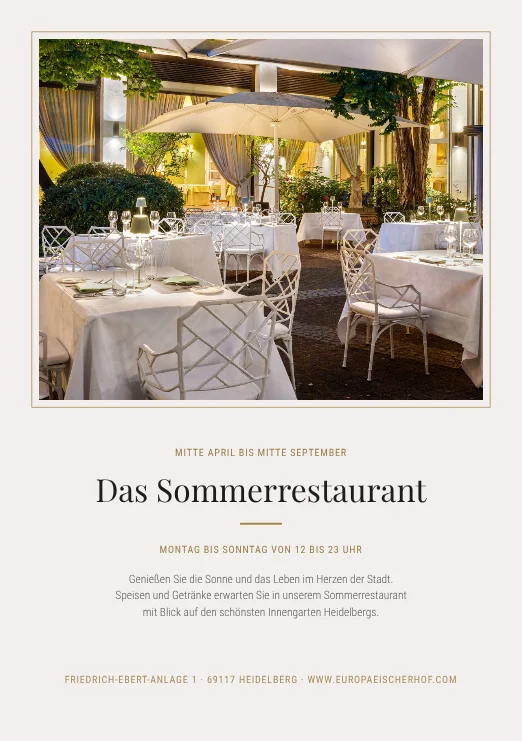 MITTE APRIL BIS MITTE SEPTEMBER
Das Sommerrestaurant
MONTAG BIS SONNTAG VON 12 BIS 23 UHR
Genießen Sie die Sonne und das Leben im Herzen der Stadt.
Speisen und Getränke erwarten Sie in unserem Sommerrestaurant
mit Blick auf den schönsten Innengarten Heidelbergs.
FRIEDRICH-EBERT-ANLAGE 1 · 69117 HEIDELBERG · WWW.EUROPAEISCHERHOF.COM